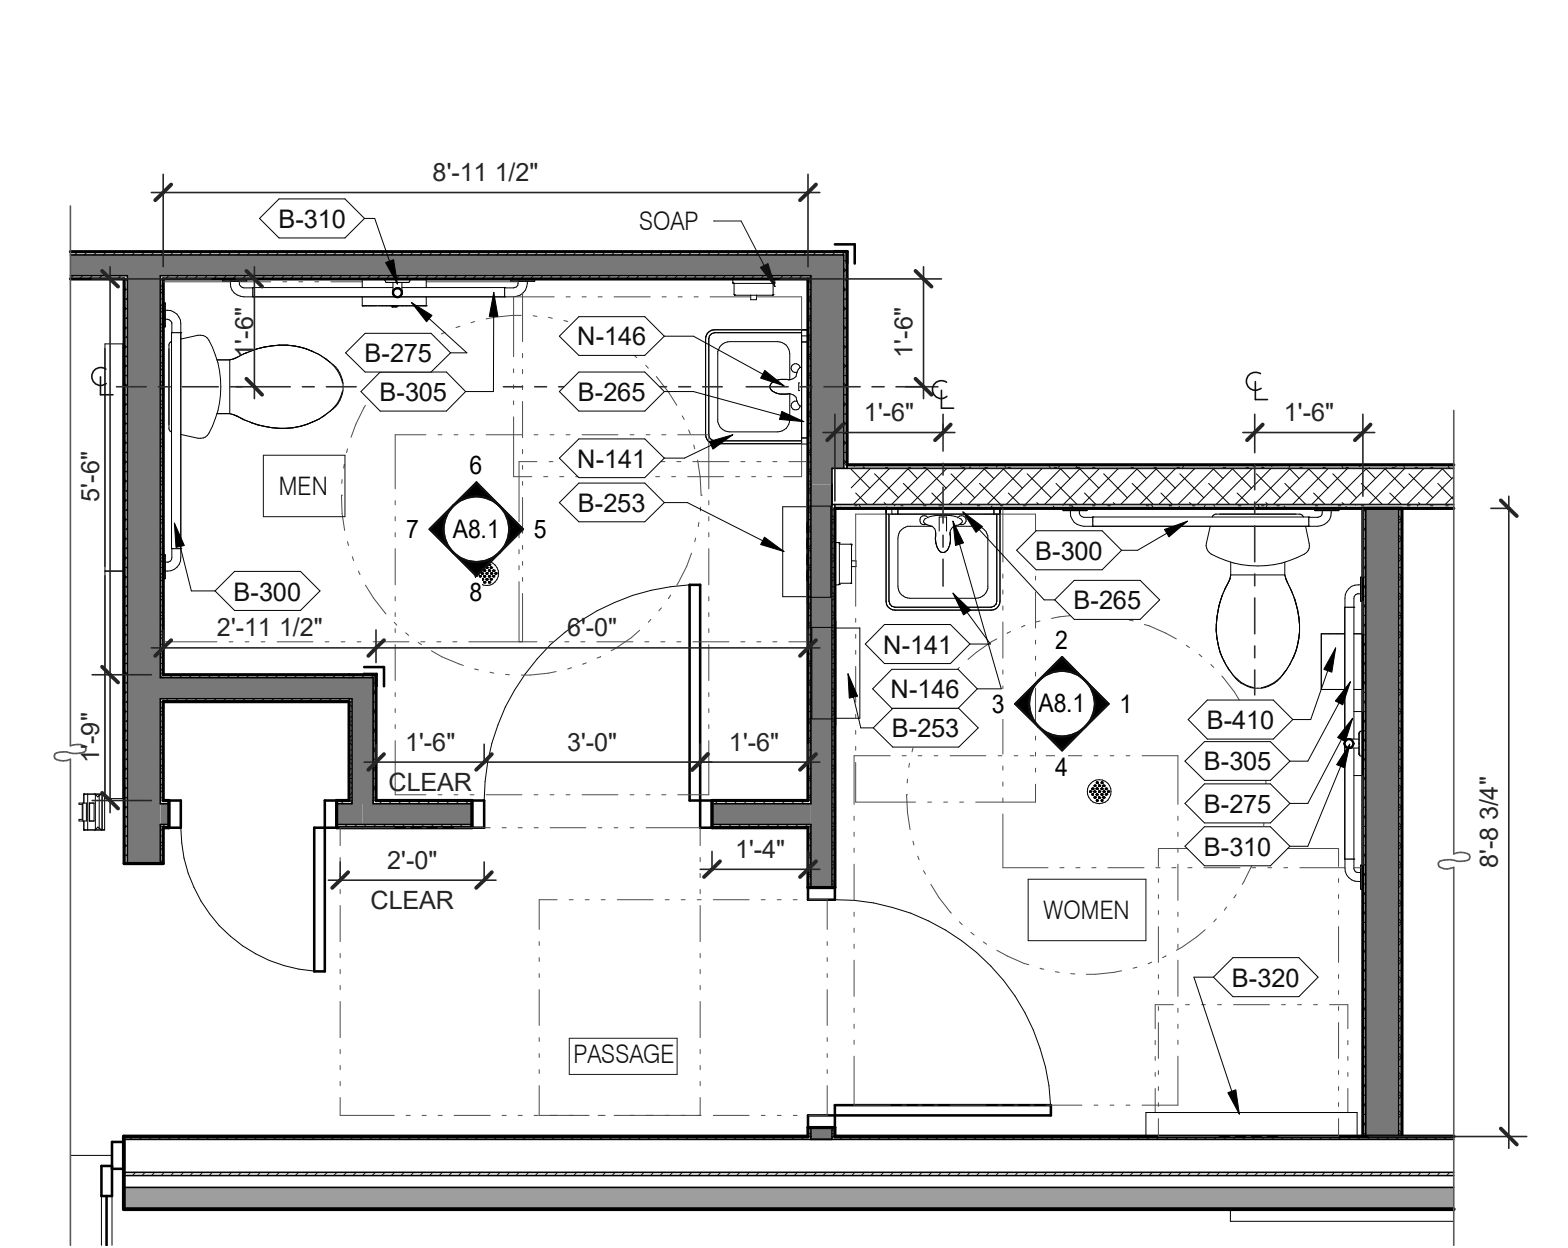 8'-11 1/2"
B-310
SOAP
1'-6"
1'-6"
N-146
B-275
B-305
B-265
℄
℄
℄
1'-6"
1'-6"
N-141
5'-6"
MEN
6
B-253
7
A8.1
5
8
B-300
B-300
B-265
2'-11 1/2"
6'-0"
N-141
2
N-146
3
A8.1
1
B-410
B-253
1'-9"
1'-6"
3'-0"
1'-6"
CLEAR
4
B-305
B-275
B-310
8'-8 3/4"
2'-0"
1'-4"
CLEAR
WOMEN
B-320
PASSAGE